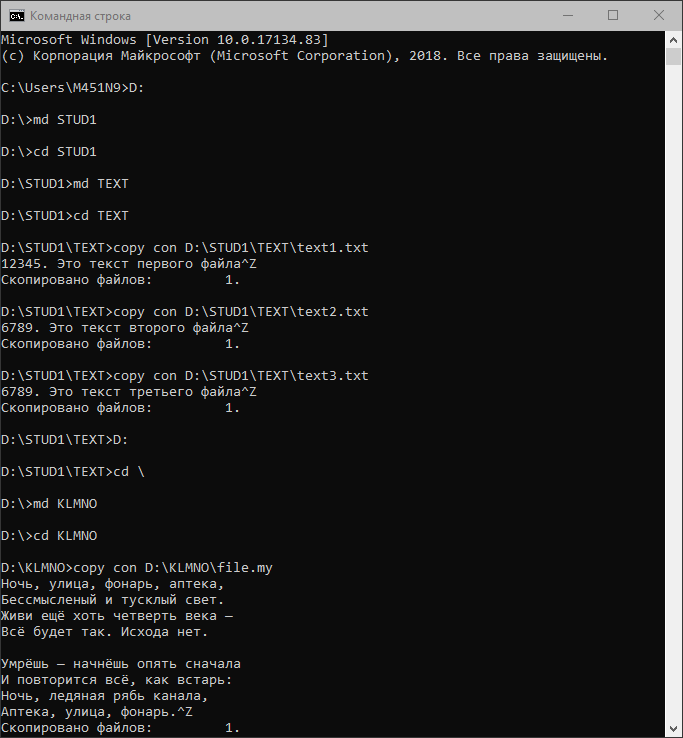 Командная строка
Microsoft Windows [Version 10.0.17134.83]
(c) Корпорация Майкрософт (Microsoft Corporation), 2018. Все права защищены.
C:\Users\M451N9>D:
D:\>md STUD1
D:\>cd STUD1
D:\STUD1>md TEXT
D:\STUD1>cd TEXT
D:\STUD1\TEXT>copy con D:\STUD1\TEXT\text1.txt
12345. Это текст первого файла^Z
Скопировано файлов:         1.
D:\STUD1\TEXT>copy con D:\STUD1\TEXT\text2.txt
6789. Это текст второго файла^Z
Скопировано файлов:         1.
D:\STUD1\TEXT>copy con D:\STUD1\TEXT\text3.txt
6789. Это текст третьего файла^Z
Скопировано файлов:         1.
D:\STUD1\TEXT>D:
D:\STUD1\TEXT>cd \
D:\>md KLMNO
D:\>cd KLMNO
D:\KLMNO>copy con D:\KLMNO\file.my
Ночь, улица, фонарь, аптека,
Бессмысленый и тусклый свет.
Живи ещё хоть четверть века —
Всё будет так. Исхода нет.
Умрёшь — начнёшь опять сначала
И повторится всё, как встарь:
Ночь, ледяная рябь канала,
Аптека, улица, фонарь.^Z
Скопировано файлов:         1.